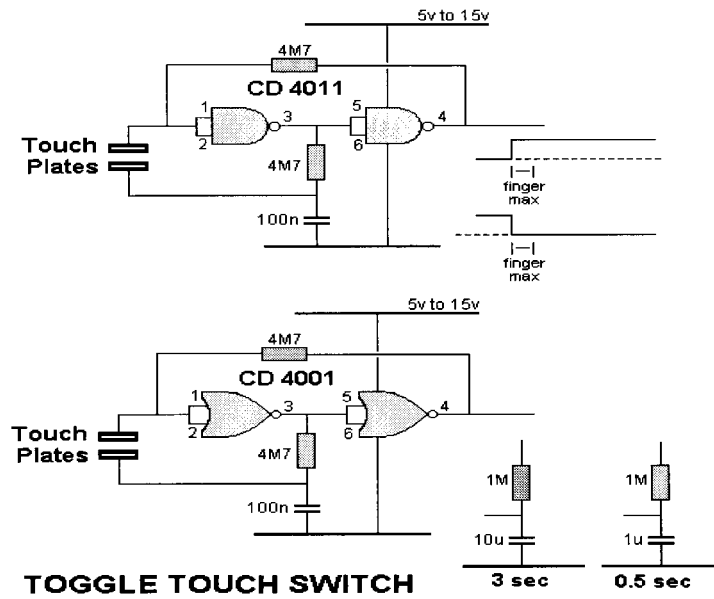 5v to 15v
4M7
CD 4011
1
2
3
5
6
4
Touch
Plates
4M7
100n
finger
max
finger
max
5v to 15v
4M7
CD 4001
1
2
3
5
6
4
Touch
Plates
4M7
100n
1M
10u
3 sec
1M
1u
0.5 sec
TOGGLE TOUCH SWITCH